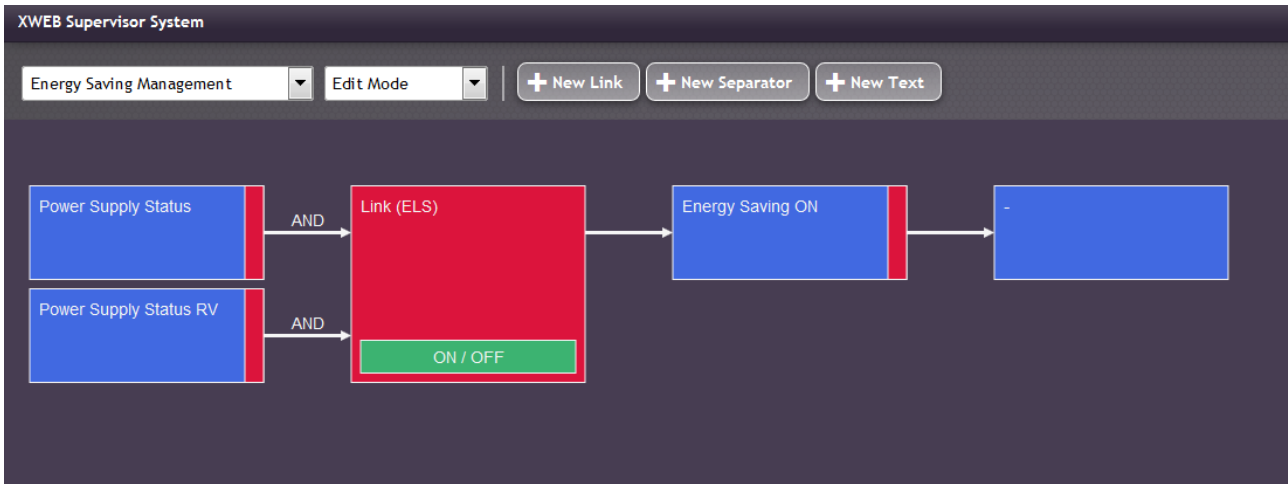 XWEB Supervisor System
Energy Saving Management
Edit Mode
New Link
New Separator
New Text
Power Supply Status
AND
Link (ELS)
Energy Saving ON
-
Power Supply Status RV
AND
ON / OFF